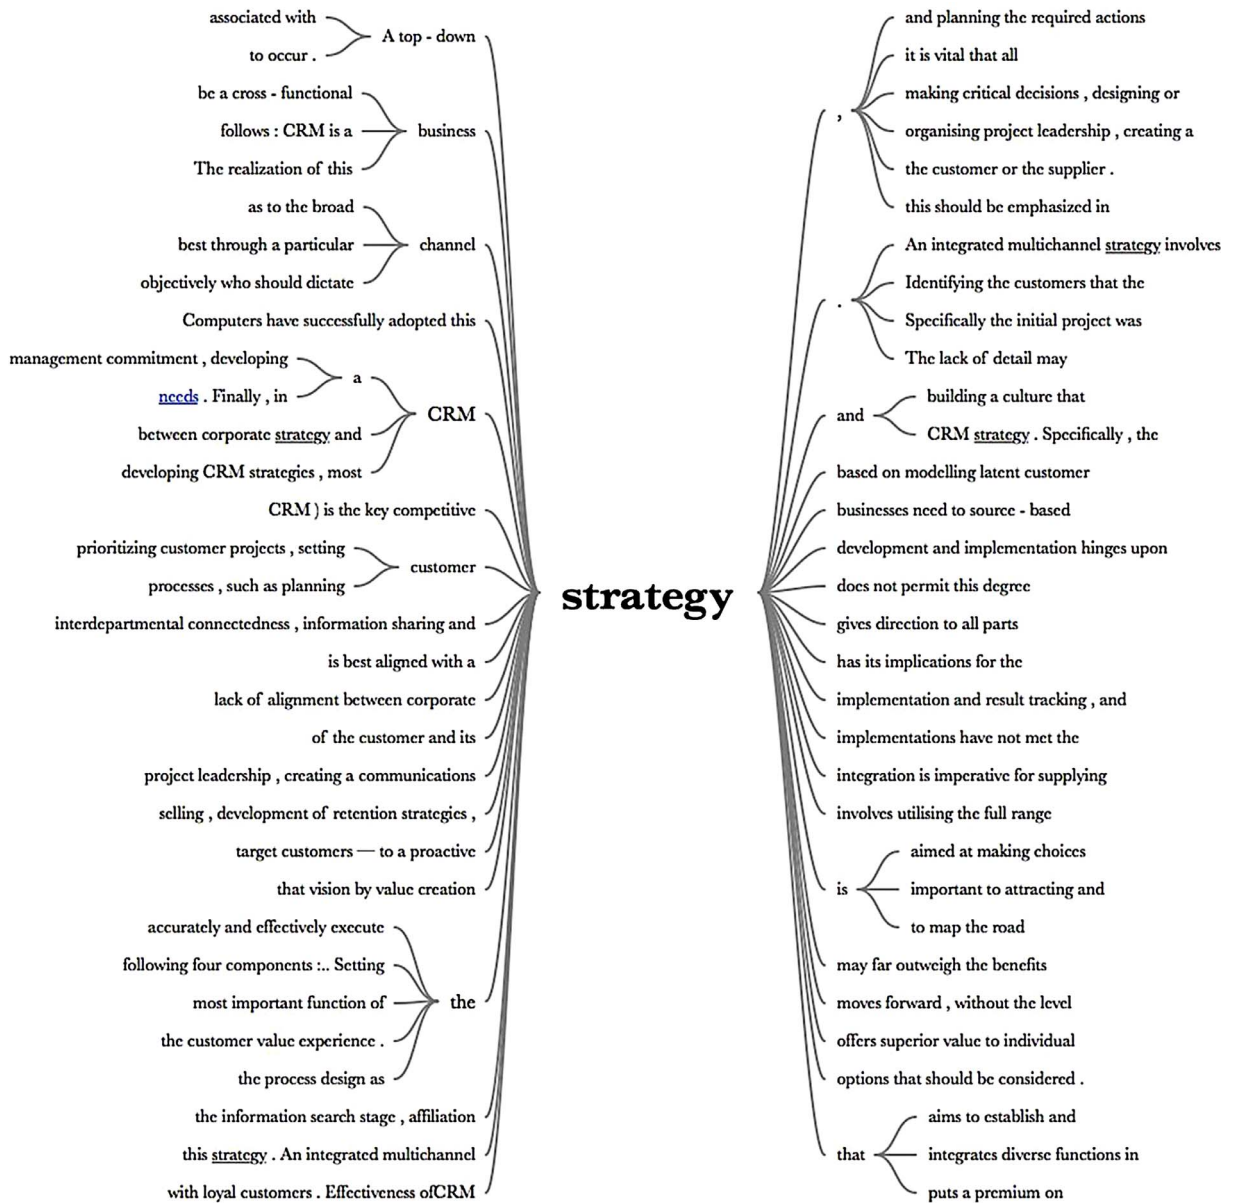 associated with
to occur .
A top - down
be a cross - functional
follows : CRM is a
The realization of this
business
as to the broad
best through a particular
objectively who should dictate
channel
Computers have successfully adopted this
management commitment , developing
needs . Finally , in
a
between corporate strategy and
developing CRM strategies , most
CRM
CRM ) is the key competitive
prioritizing customer projects , setting
processes , such as planning
customer
interdepartmental connectedness , information sharing and
is best aligned with a
lack of alignment between corporate
of the customer and its
project leadership , creating a communications
selling , development of retention strategies ,
target customers — to a proactive
that vision by value creation
accurately and effectively execute
following four components :.. Setting
most important function of
the customer value experience .
the process design as
the
the information search stage , affiliation
this strategy . An integrated multichannel
with loyal customers . Effectiveness ofCRM
strategy
,
and planning the required actions
it is vital that all
making critical decisions , designing or
organising project leadership , creating a
the customer or the supplier .
this should be emphasized in
.
An integrated multichannel strategy involves
Identifying the customers that the
Specifically the initial project was
The lack of detail may
and
building a culture that
CRM strategy . Specifically , the
based on modelling latent customer
businesses need to source - based
development and implementation hinges upon
does not permit this degree
gives direction to all parts
has its implications for the
implementation and result tracking , and
implementations have not met the
integration is imperative for supplying
involves utilising the full range
is
aimed at making choices
important to attracting and
to map the road
may far outweigh the benefits
moves forward , without the level
offers superior value to individual
options that should be considered .
that
aims to establish and
integrates diverse functions in
puts a premium on